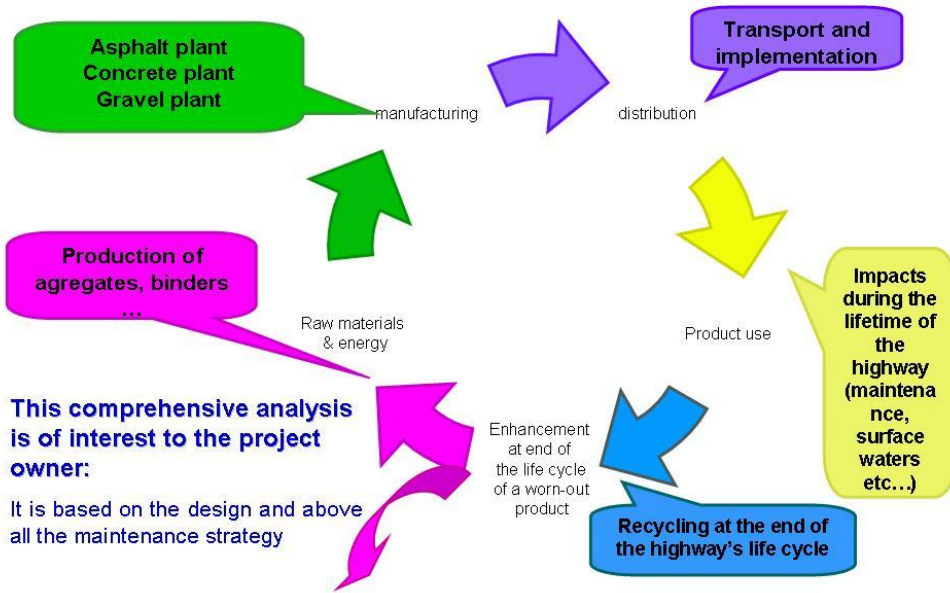 Asphalt plant
Concrete plant
Gravel plant
manufacturing
Transport and
implementation
distribution
Production of
agregates, binders
...
Raw materials
& energy
Product use
Impacts
during the
lifetime of
the
highway
(maintena
nce,
surface
waters
etc...)
This comprehensive analysis
is of interest to the project
owner:
It is based on the design and above
all the maintenance strategy
Enhancement
at end of
the life cycle
of a worn-out
product
Recycling at the end of
the highway's life cycle